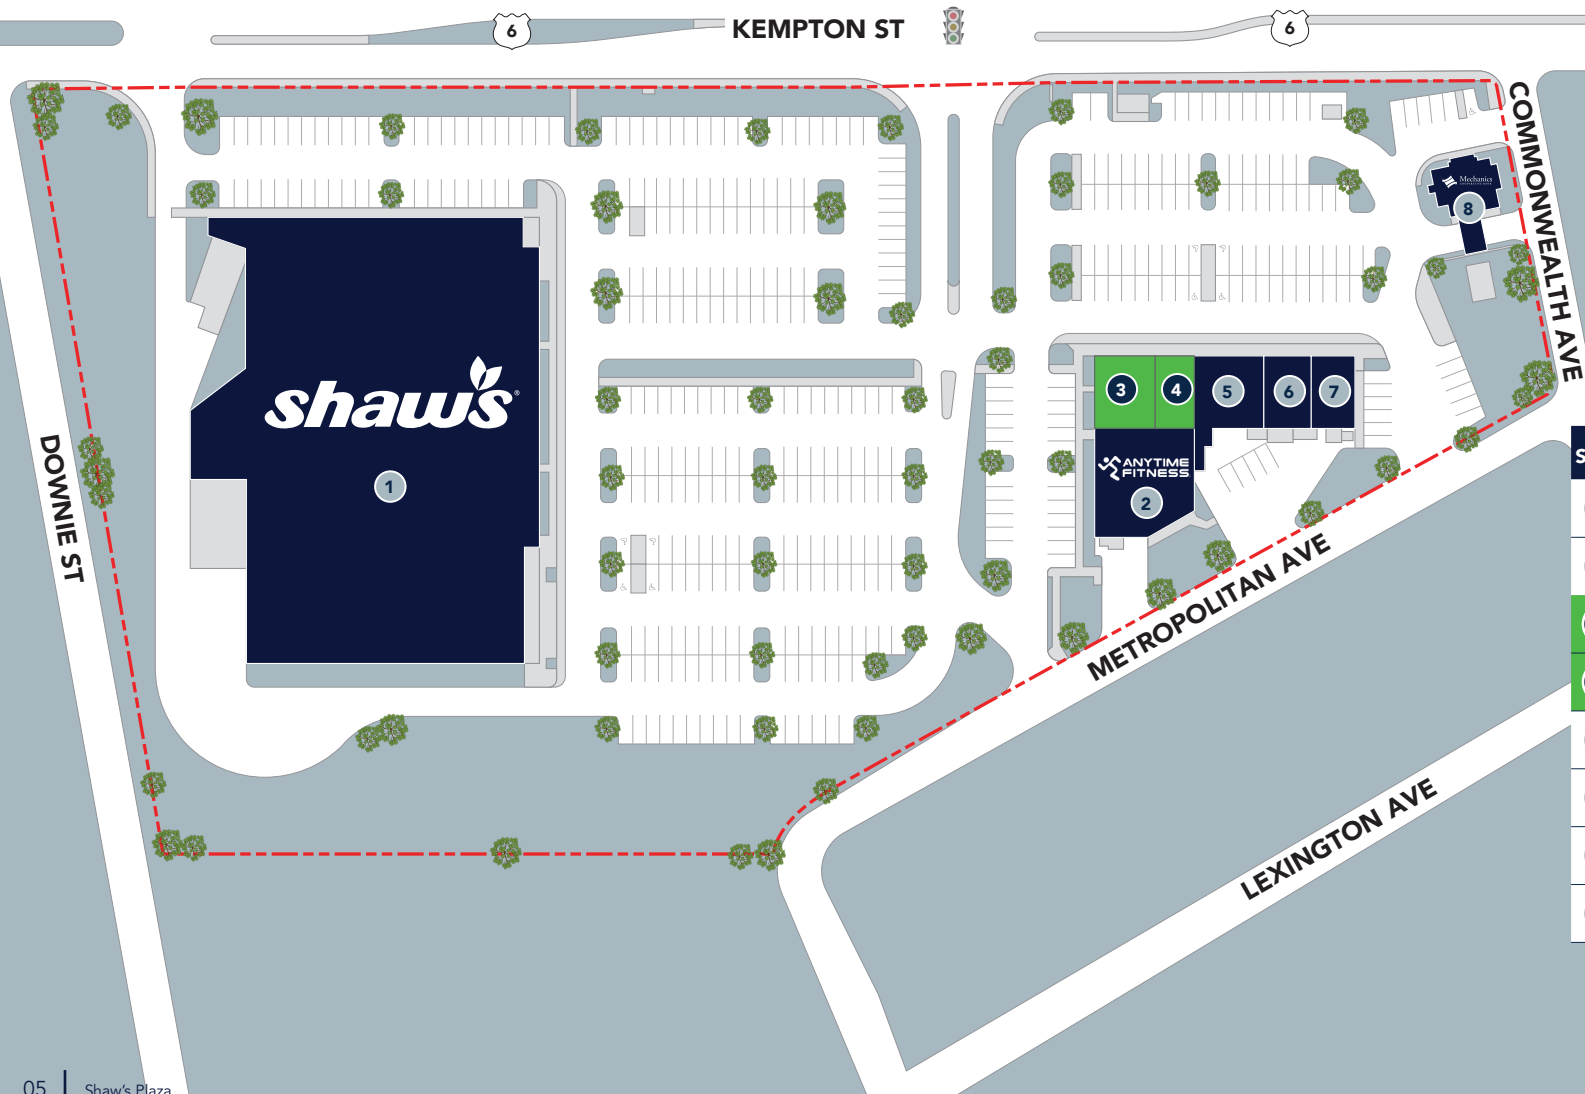 6
KEMPTON ST
6
COMMONWEALTH AVE
Mechanics
8
shaw's®
1
DOWNIE ST
3
4
5
6
7
ANYTIME
FITNESS
2
METROPOLITAN AVE
LEXINGTON AVE
S
05
Shaw's Plaza